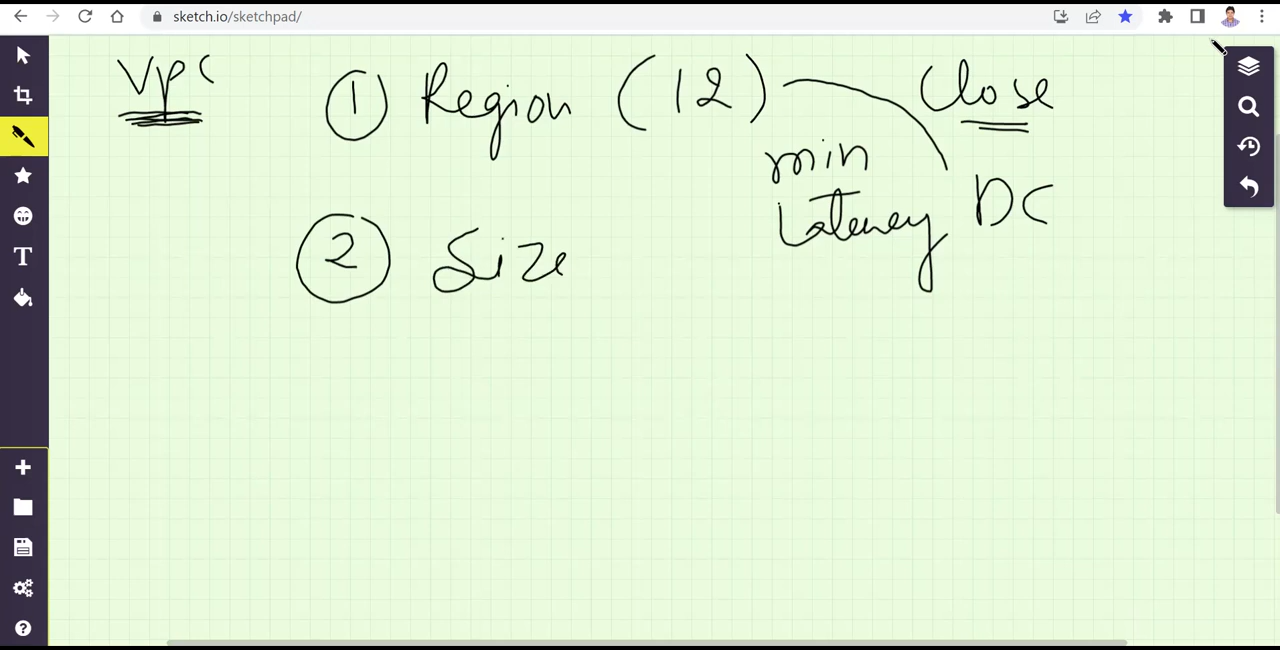 sketch.io/sketchpad/
VPC
1 Region (12) Close
min
Latency DC
2 Size
T
?